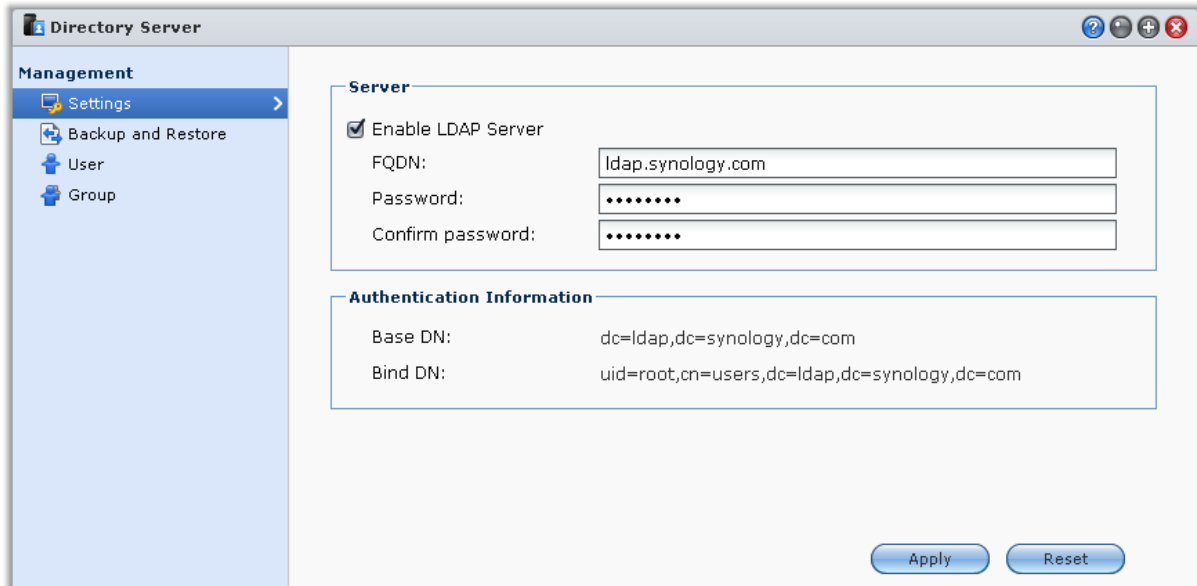 Directory Server
Management
Settings
Backup and Restore
User
Group
Server
Enable LDAP Server
FQDN: ldap.synology.com
Password: ••••••••
Confirm password: ••••••••
Authentication Information
Base DN: dc=ldap,dc=synology,dc=com
Bind DN: uid=root,cn=users,dc=ldap,dc=synology,dc=com
Apply Reset